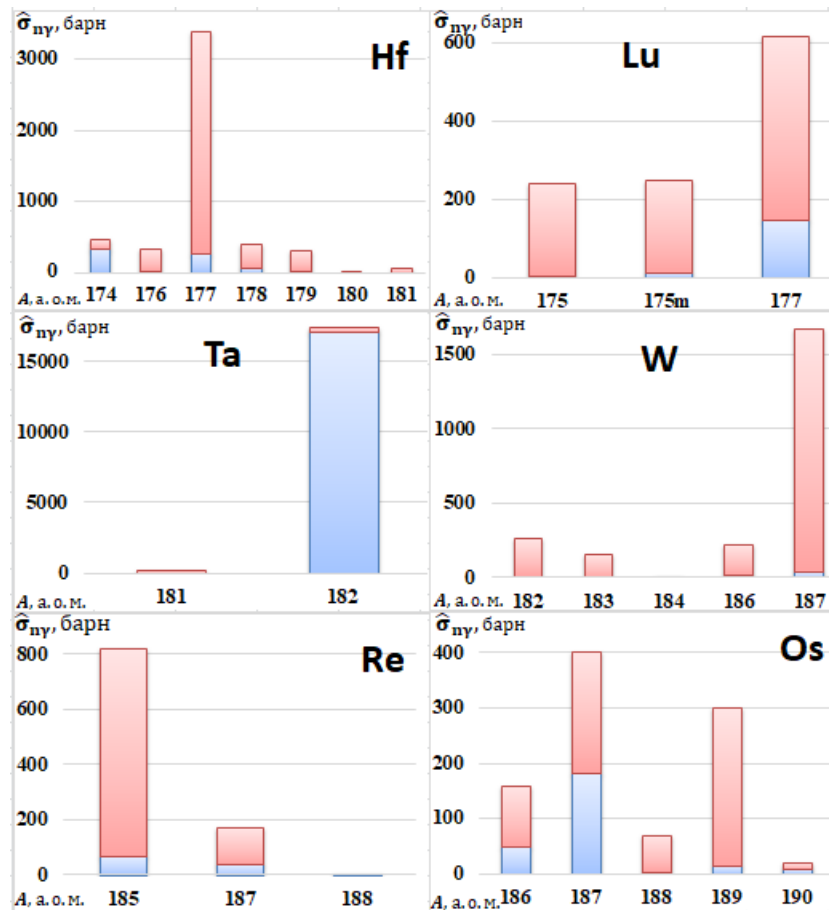 σ̂nγ, барн
Hf
3000
2000
1000
0
A, а. о. м. 174 176 177 178 179 180 181
σ̂nγ, барн
Lu
600
400
200
0
A, а. о. м. 175 175m 177
σ̂nγ, барн
Ta
15000
10000
5000
0
A, а. о. м. 181 182
σ̂nγ, барн
W
1500
1000
500
0
A, а. о. м. 182 183 184 186 187
σ̂nγ, барн
Re
800
600
400
200
0
A, а. о. м. 185 187 188
σ̂nγ, барн
Os
400
300
200
100
0
A, а. о. м. 186 187 188 189 190